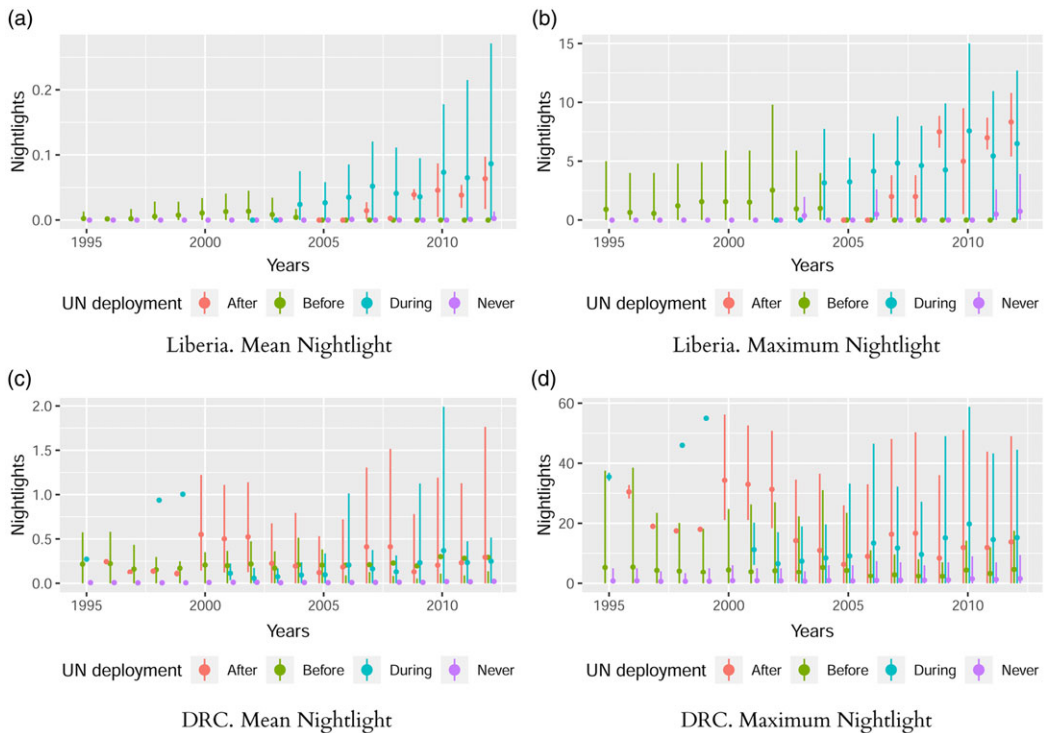 (a)
Nightlights
0.2
0.1
0.0
1995 2000 2005 2010
Years
UN deployment After Before During Never
Liberia. Mean Nightlight
(b)
Nightlights
15
10
5
0
1995 2000 2005 2010
Years
UN deployment After Before During Never
Liberia. Maximum Nightlight
(c)
Nightlights
2.0
1.5
1.0
0.5
0.0
1995 2000 2005 2010
Years
UN deployment After Before During Never
DRC. Mean Nightlight
(d)
Nightlights
60
40
20
0
1995 2000 2005 2010
Years
UN deployment After Before During Never
DRC. Maximum Nightlight